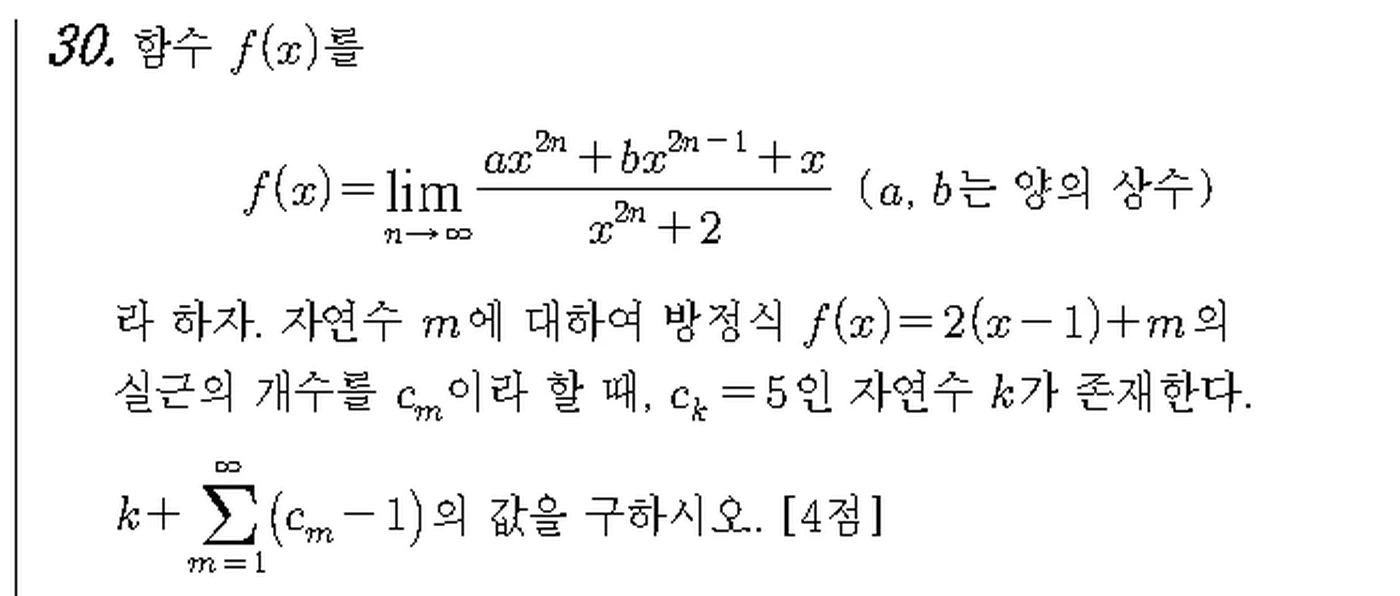 30. 함수 f(x)를
f(x)=lim_{n→∞} \frac{ax^{2n}+bx^{2n-1}+x}{x^{2n}+2} (a, b는 양의 상수)
라 하자. 자연수 m에 대하여 방정식 f(x)=2(x-1)+m의
실근의 개수를 c_m이라 할 때, c_k=5인 자연수 k가 존재한다.
k+∑_{m=1}^{∞}(c_m-1)의 값을 구하시오. [4점]